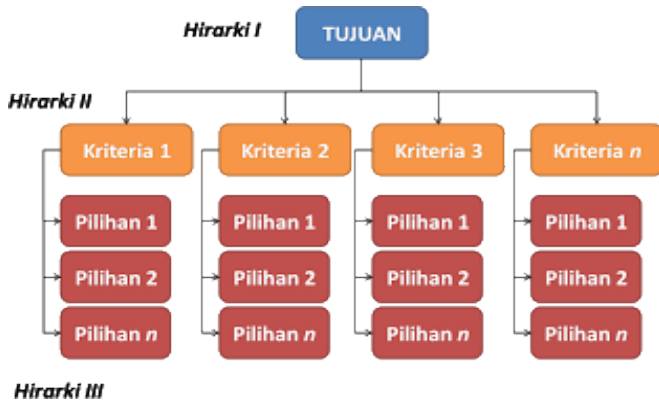 Hirarki I
TUJUAN
Hirarki II
Kriteria 1
Kriteria 2
Kriteria 3
Kriteria n
Pilihan 1
Pilihan 1
Pilihan 1
Pilihan 1
Pilihan 2
Pilihan 2
Pilihan 2
Pilihan 2
Pilihan n
Pilihan n
Pilihan n
Pilihan n
Hirarki III